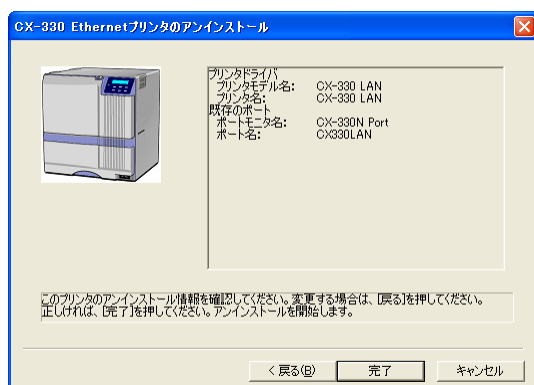 CX-330 Ethernetプリンタのアンインストール
プリンタドライバ
プリンタモデル名: CX-330 LAN
プリンタ名: CX-330 LAN
既存のポート
ポートモニタ名: CX-330N Port
ポート名: CX330LAN
このプリンタのアンインストール情報を確認してください。変更する場合は、[戻る]を押してください。
正しければ、[完了]を押してください。アンインストールを開始します。
< 戻る(B) 完了 キャンセル